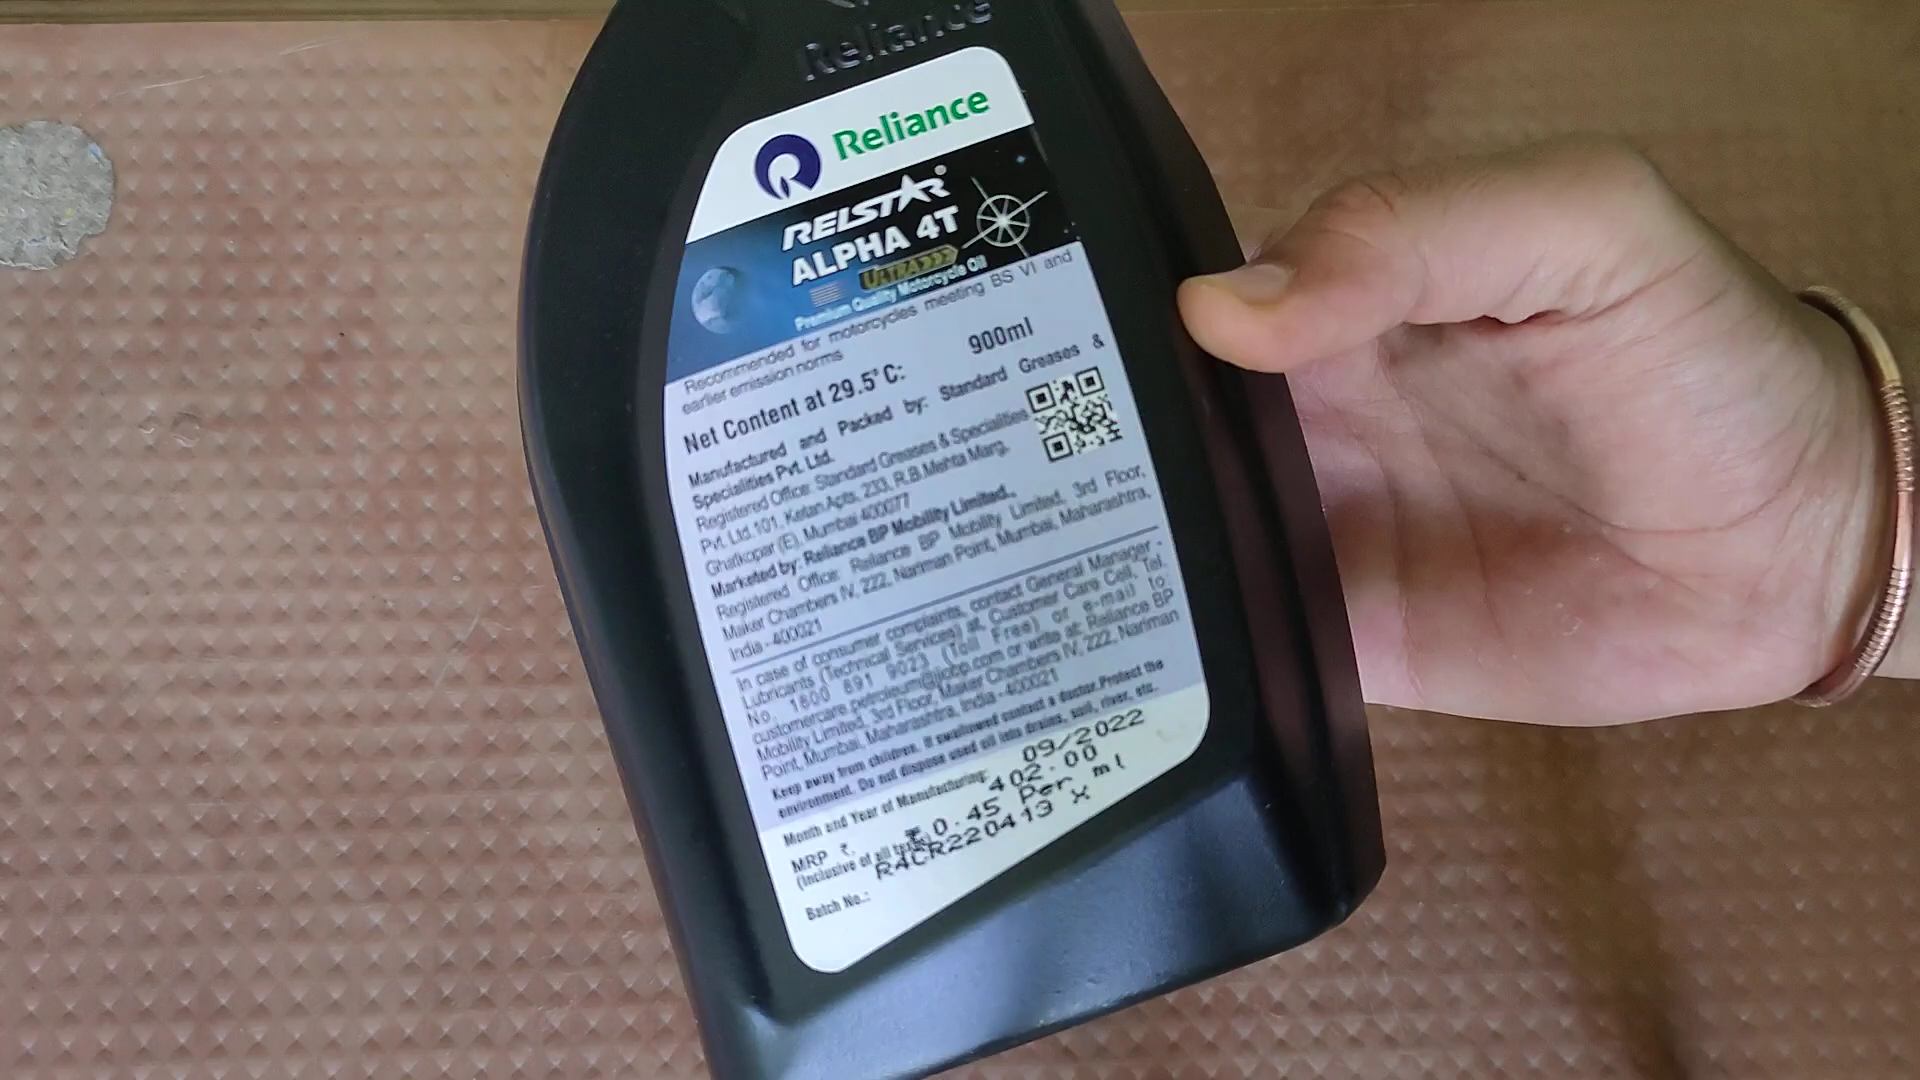 Reliance
Reliance
RELSTAR®
ALPHA 4T
ULTRA
Premium Quality Motorcycle Oil
Recommended for motorcycles meeting BS VI and
earlier emission norms
Net Content at 29.5°C: 900ml
Manufactured and Packed by: Standard Greases &
Specialities Pvt. Ltd.
Registered Office: Standard Greases & Specialities
Pvt. Ltd.101, Ketan Apts, 233, R.B.Mehta Marg,
Ghatkopar (E), Mumbai 400077
Marketed by: Reliance BP Mobility Limited.,
Registered Office: Reliance BP Mobility Limited, 3rd Floor,
Maker Chambers IV, 222, Nariman Point, Mumbai, Maharashtra,
India - 400021
In case of consumer complaints, contact General Manager -
Lubricants (Technical Services) at, Customer Care Cell, Tel.
No. 1800 891 9023 (Toll Free) or e-mail to:
customercare.petroleum@jiobp.com or write at. Reliance BP
Mobility Limited, 3rd Floor, Maker Chambers IV, 222, Nariman
Point, Mumbai, Maharashtra, India - 400021
Keep away from children. If swallowed contact a doctor.Protect the
environment. Do not dispose used oil into drains, soil, river, etc.
Month and Year of Manufacturing: 09/2022
MRP ₹. 402.00
(Inclusive of all taxes) ₹ 0.45 Per ml
Batch No.: R4CR220413 X